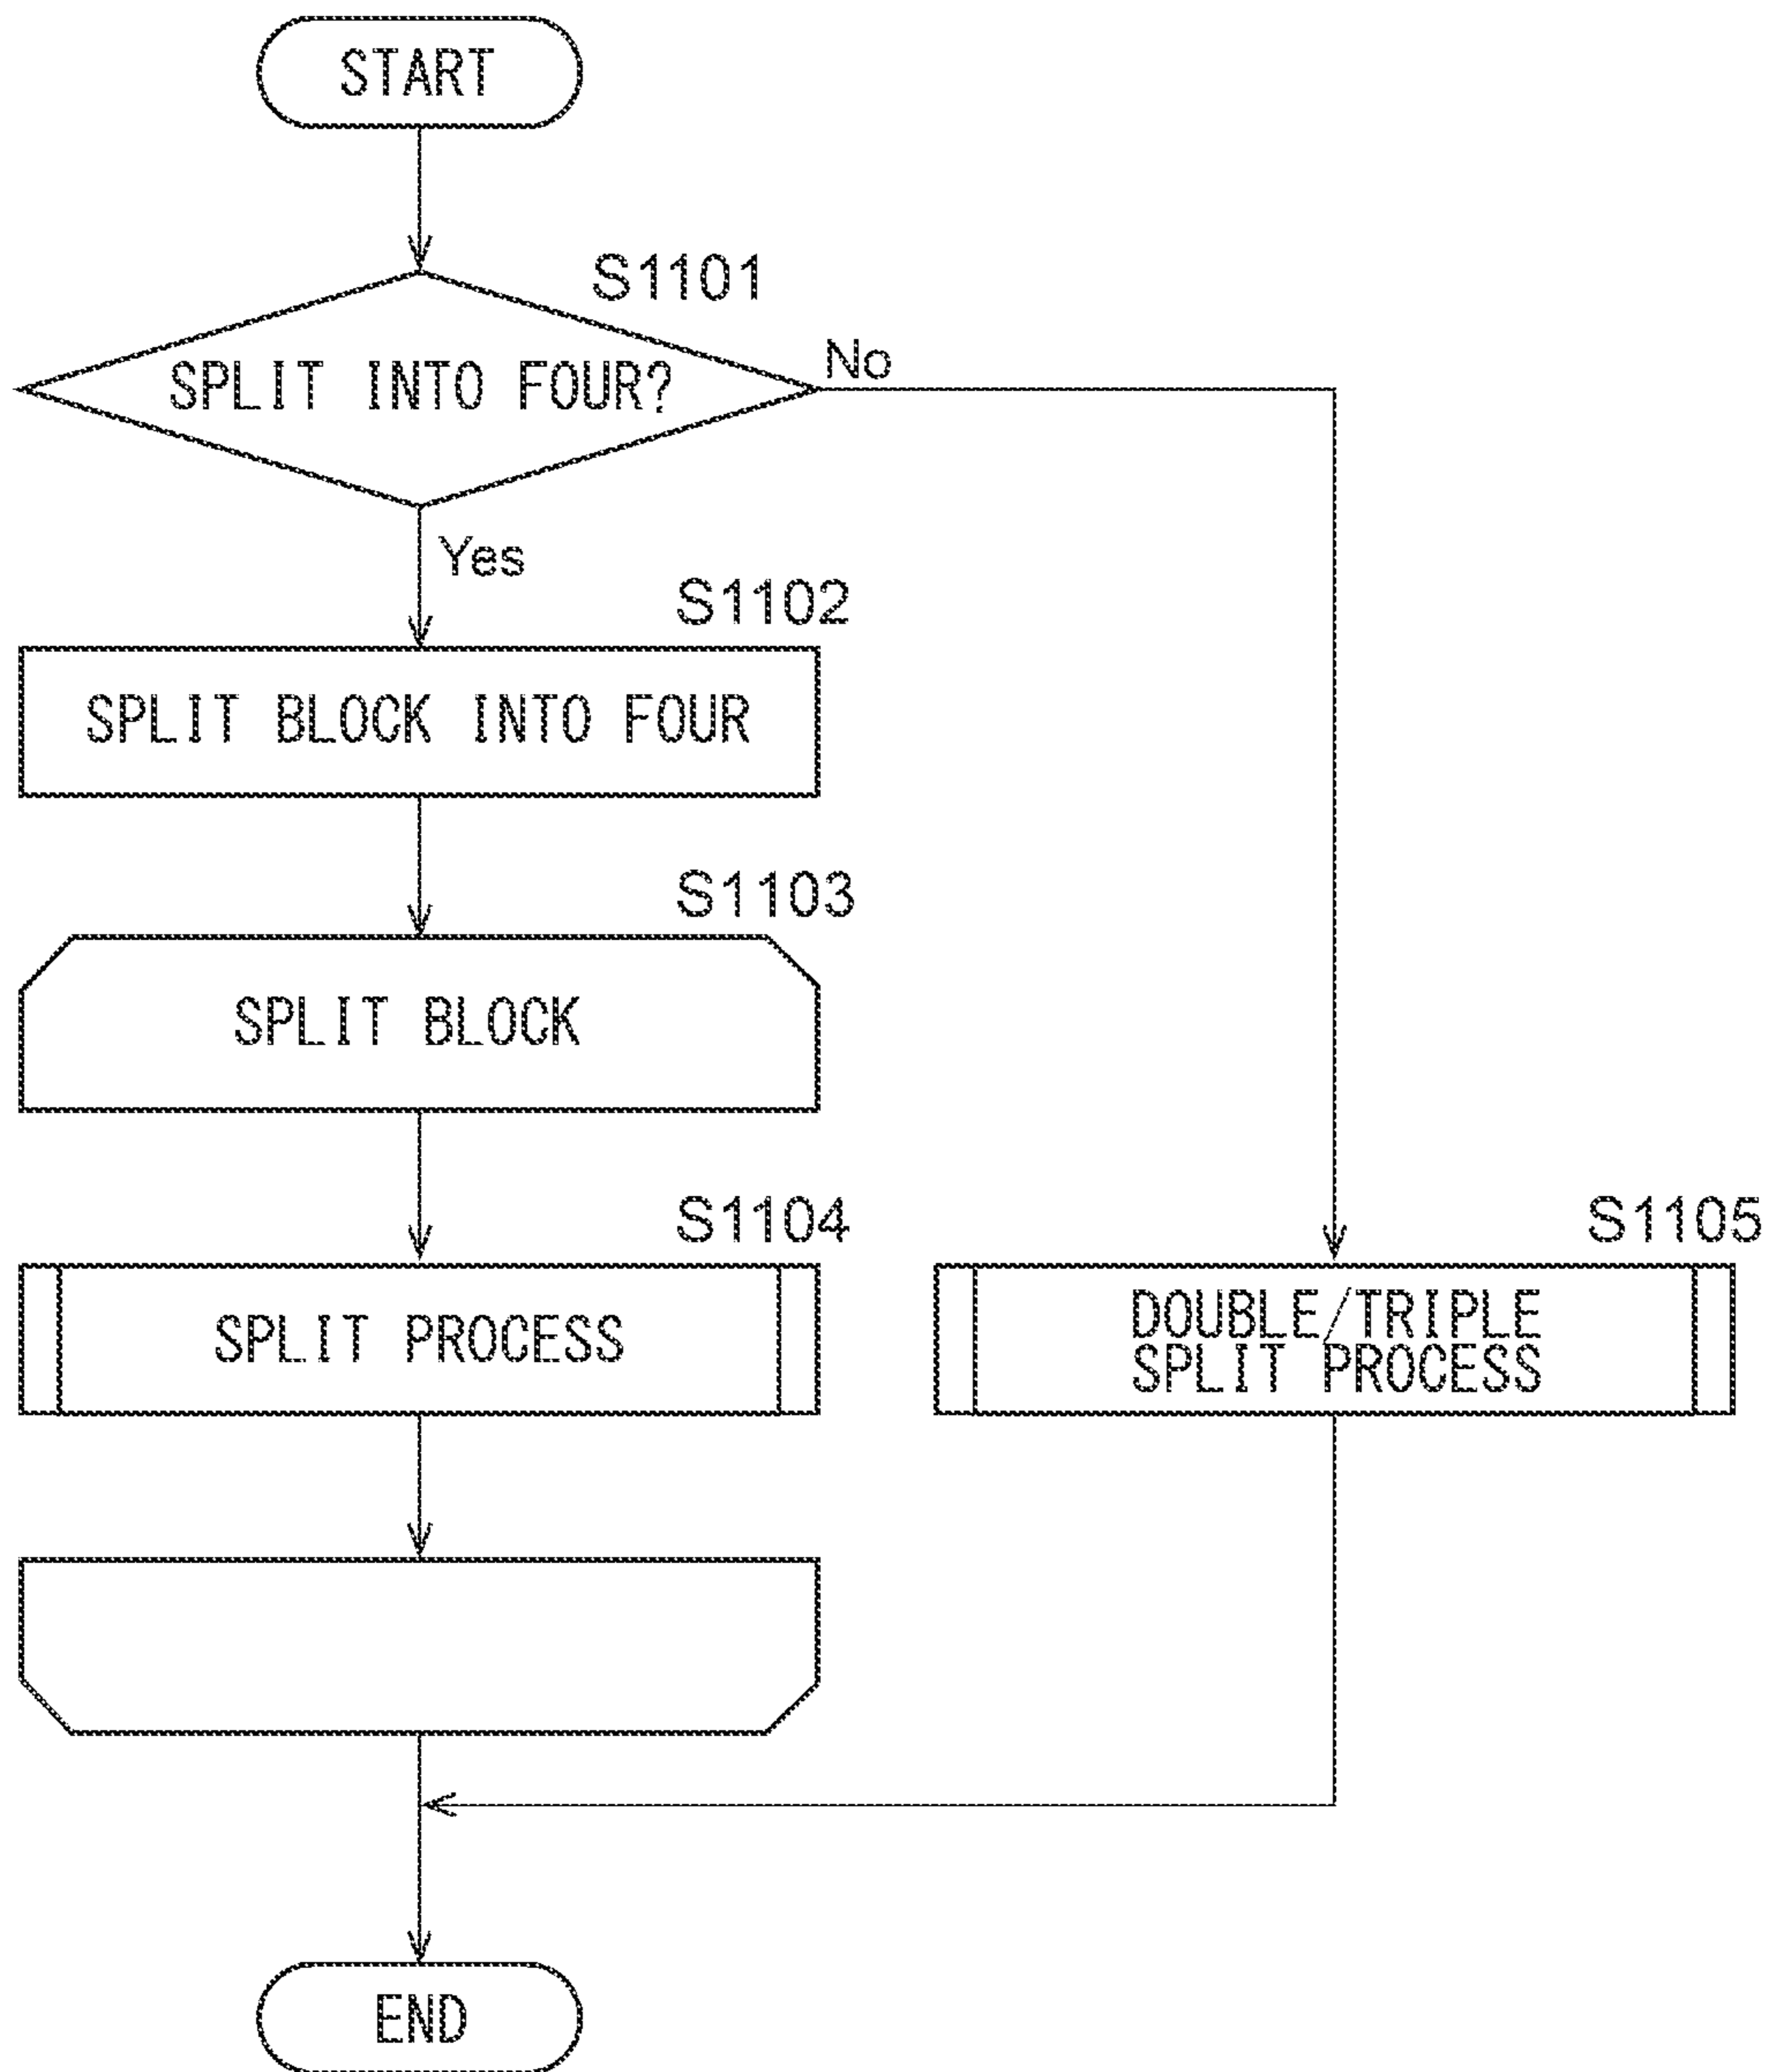 START
S1101
SPLIT INTO FOUR?
No
Yes
S1102
SPLIT BLOCK INTO FOUR
S1103
SPLIT BLOCK
S1104
SPLIT PROCESS
S1105
DOUBLE/TRIPLE
SPLIT PROCESS
END